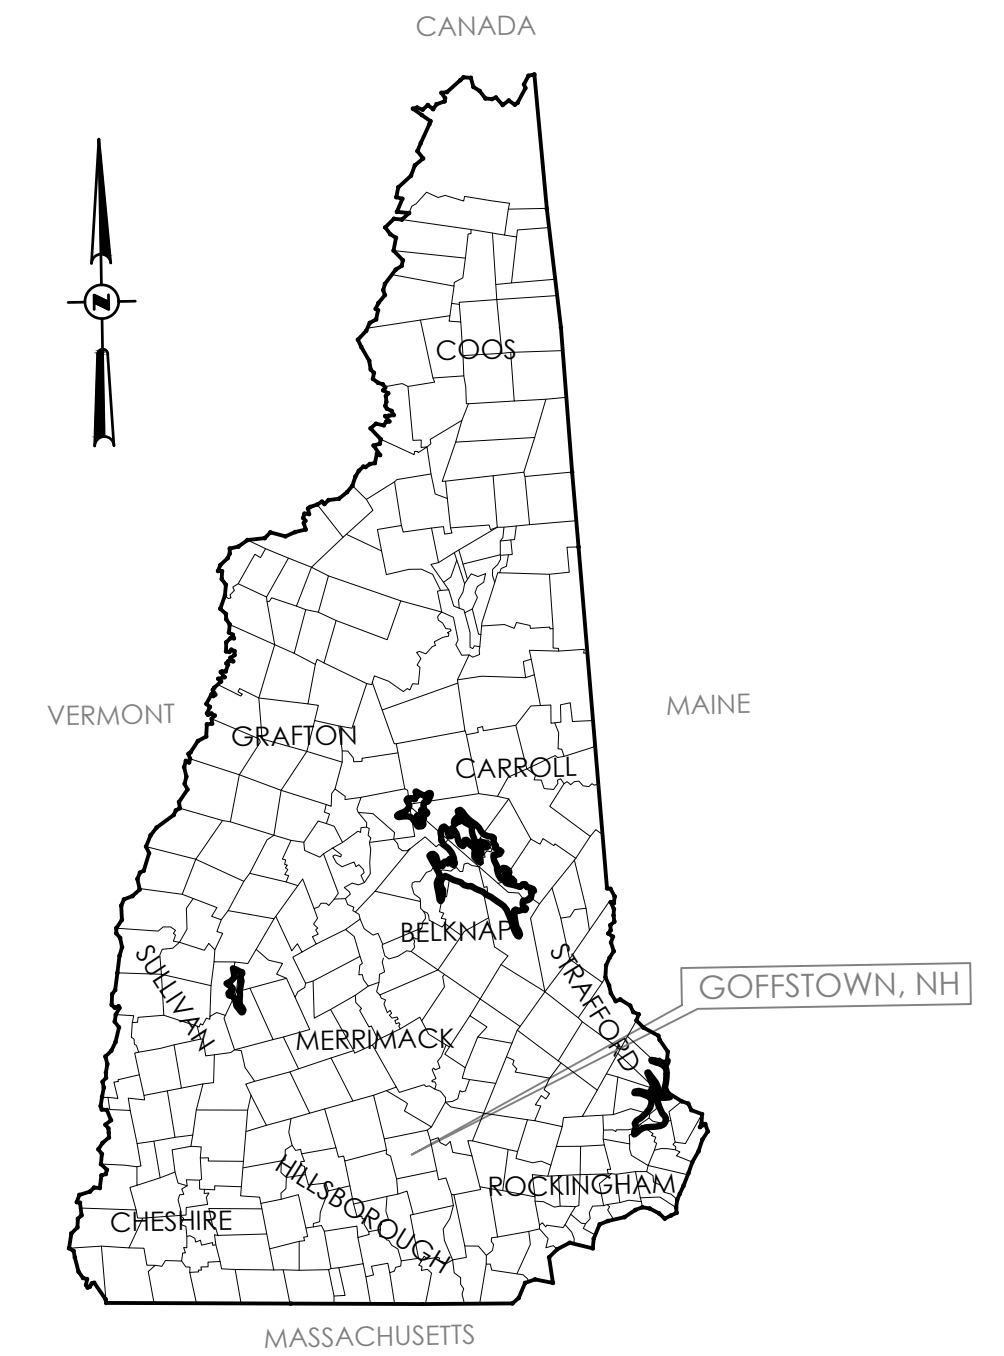 CANADA
N
COOS
VERMONT
MAINE
GRAFTON
CARROLL
BELKNAP
SULLIVAN
STRAFFORD
GOFFSTOWN, NH
MERRIMACK
HILLSBOROUGH
ROCKINGHAM
CHESHIRE
MASSACHUSETTS